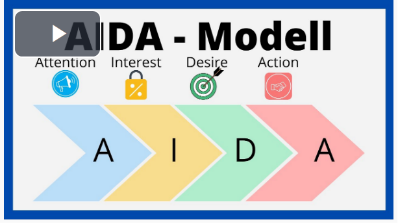 AIDA - Modell
Attention Interest Desire Action
%
A I D A